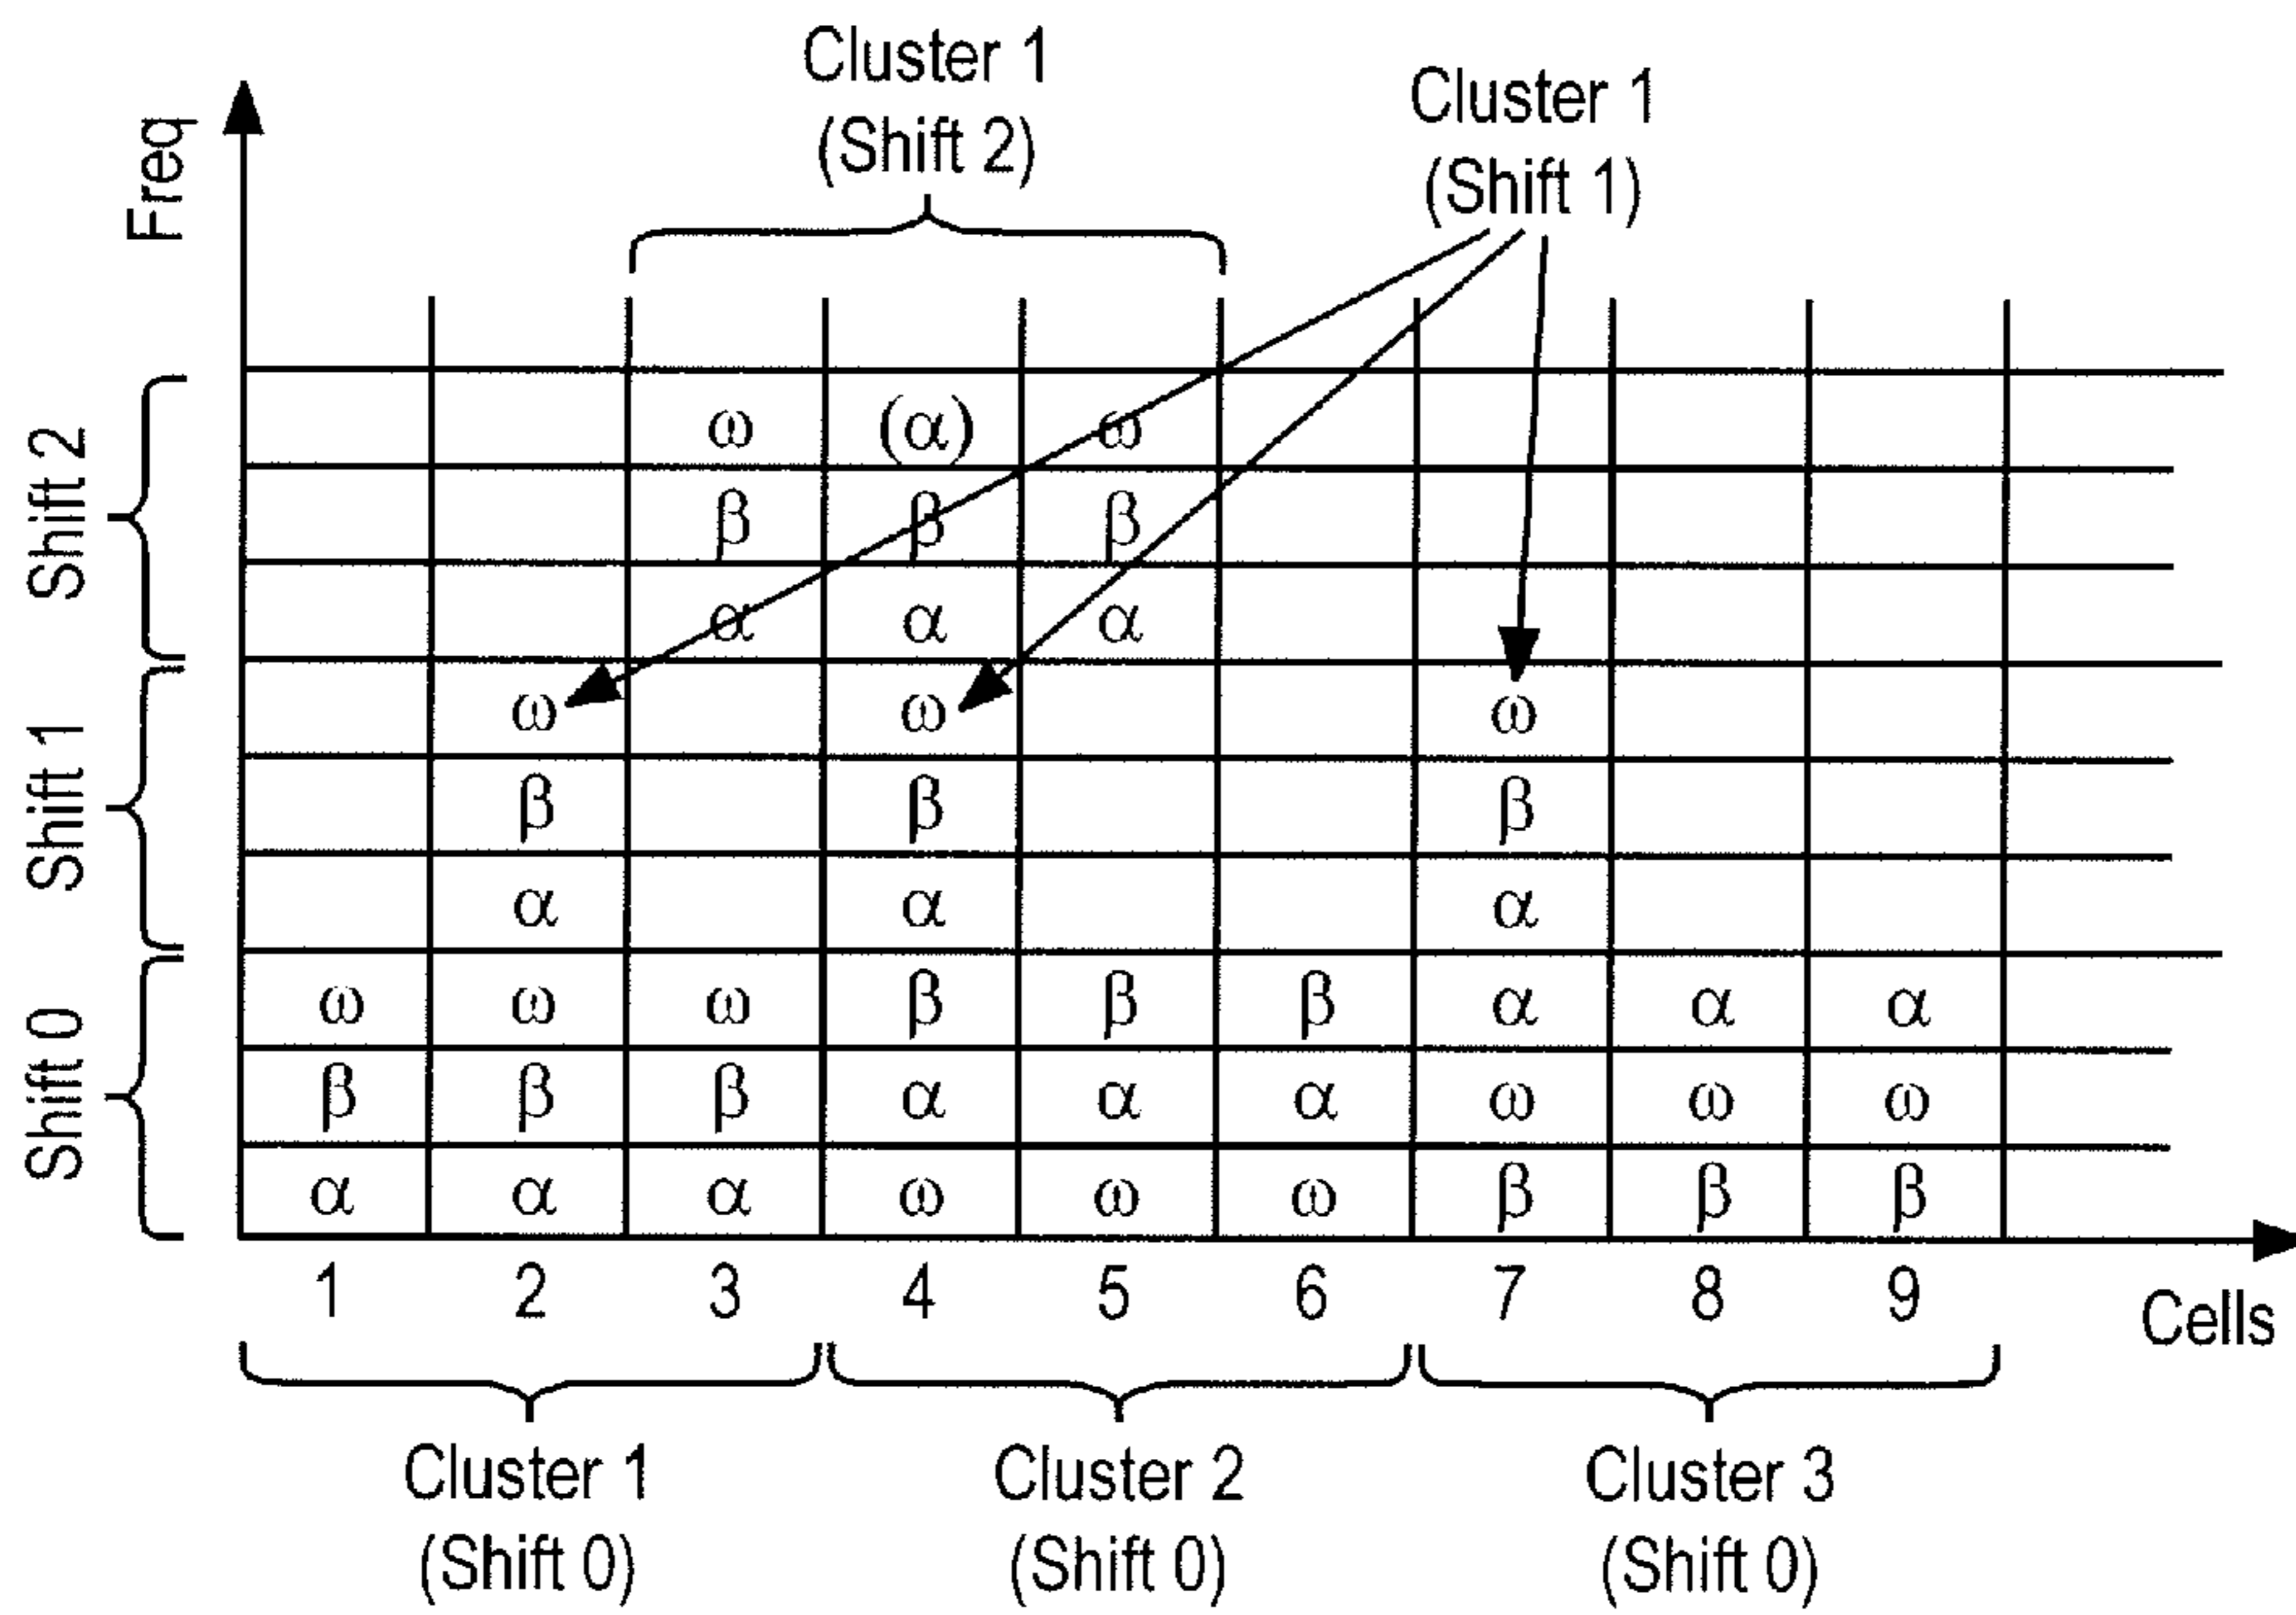 Cluster 1
(Shift 2)
Cluster 1
(Shift 1)
Freq
Shift 2
ω (α) ω
β β β
α α α
Shift 1
ω ω ω
β β β
α α α
Shift 0
ω ω ω β β β α α α
β β β α α α ω ω ω
α α α ω ω ω β β β
1 2 3 4 5 6 7 8 9
Cells
Cluster 1
(Shift 0)
Cluster 2
(Shift 0)
Cluster 3
(Shift 0)